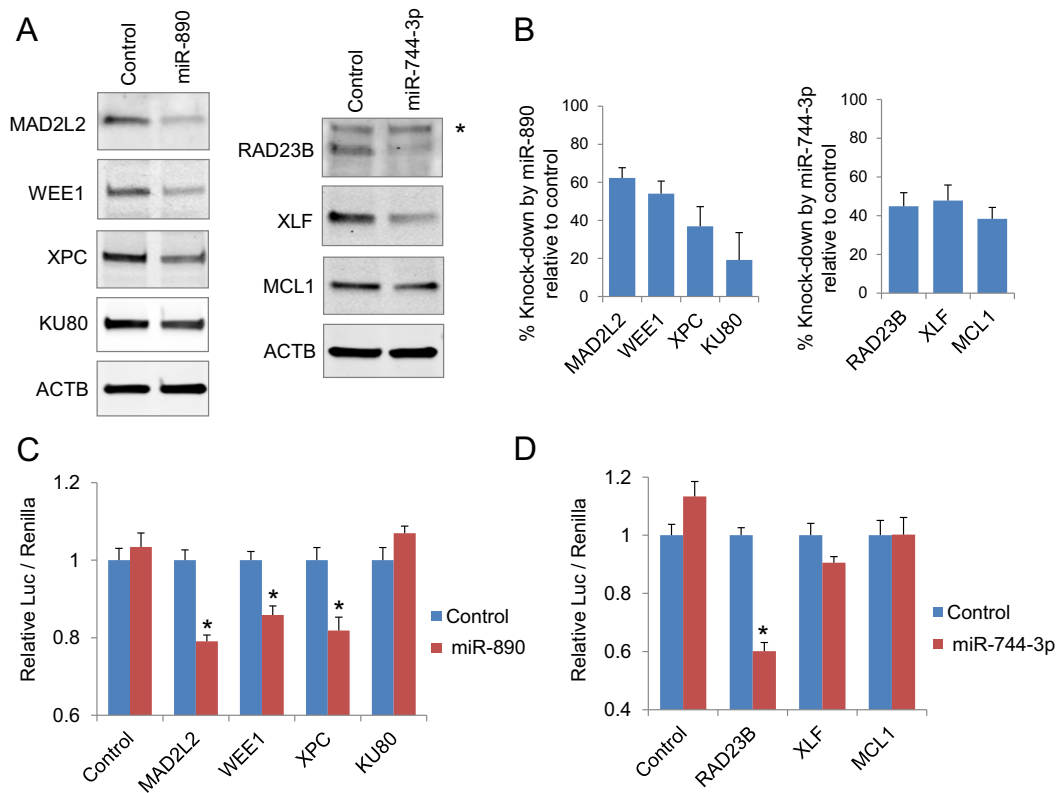 A
Control
miR-890
MAD2L2
WEE1
XPC
KU80
ACTB
Control
miR-744-3p
RAD23B
*
XLF
MCL1
ACTB
B
% Knock-down by miR-890
relative to control
100
80
60
40
20
0
MAD2L2
WEE1
XPC
KU80
% Knock-down by miR-744-3p
relative to control
100
80
60
40
20
0
RAD23B
XLF
MCL1
C
Relative Luc / Renilla
1.2
1
0.8
0.6
*
*
*
Control
MAD2L2
WEE1
XPC
KU80
Control
miR-890
D
Relative Luc / Renilla
1.2
1
0.8
0.6
0.4
*
Control
RAD23B
XLF
MCL1
Control
miR-744-3p